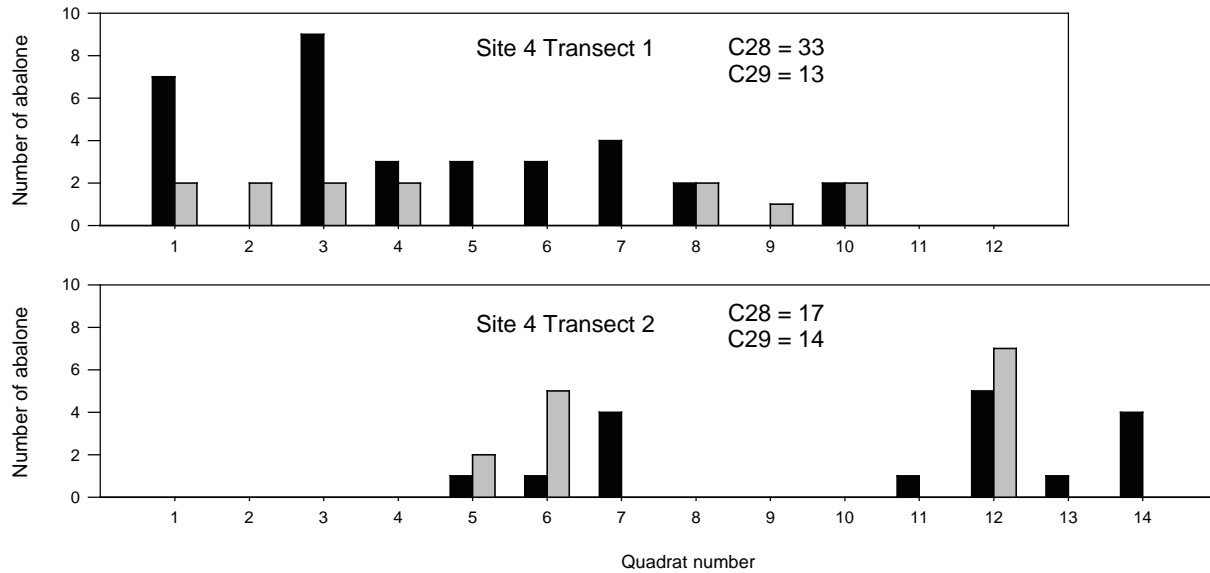 Number of abalone
10
8
6
4
2
0
Site 4 Transect 1
C28 = 33
C29 = 13
1 2 3 4 5 6 7 8 9 10 11 12
Number of abalone
10
8
6
4
2
0
Site 4 Transect 2
C28 = 17
C29 = 14
1 2 3 4 5 6 7 8 9 10 11 12 13 14
Quadrat number